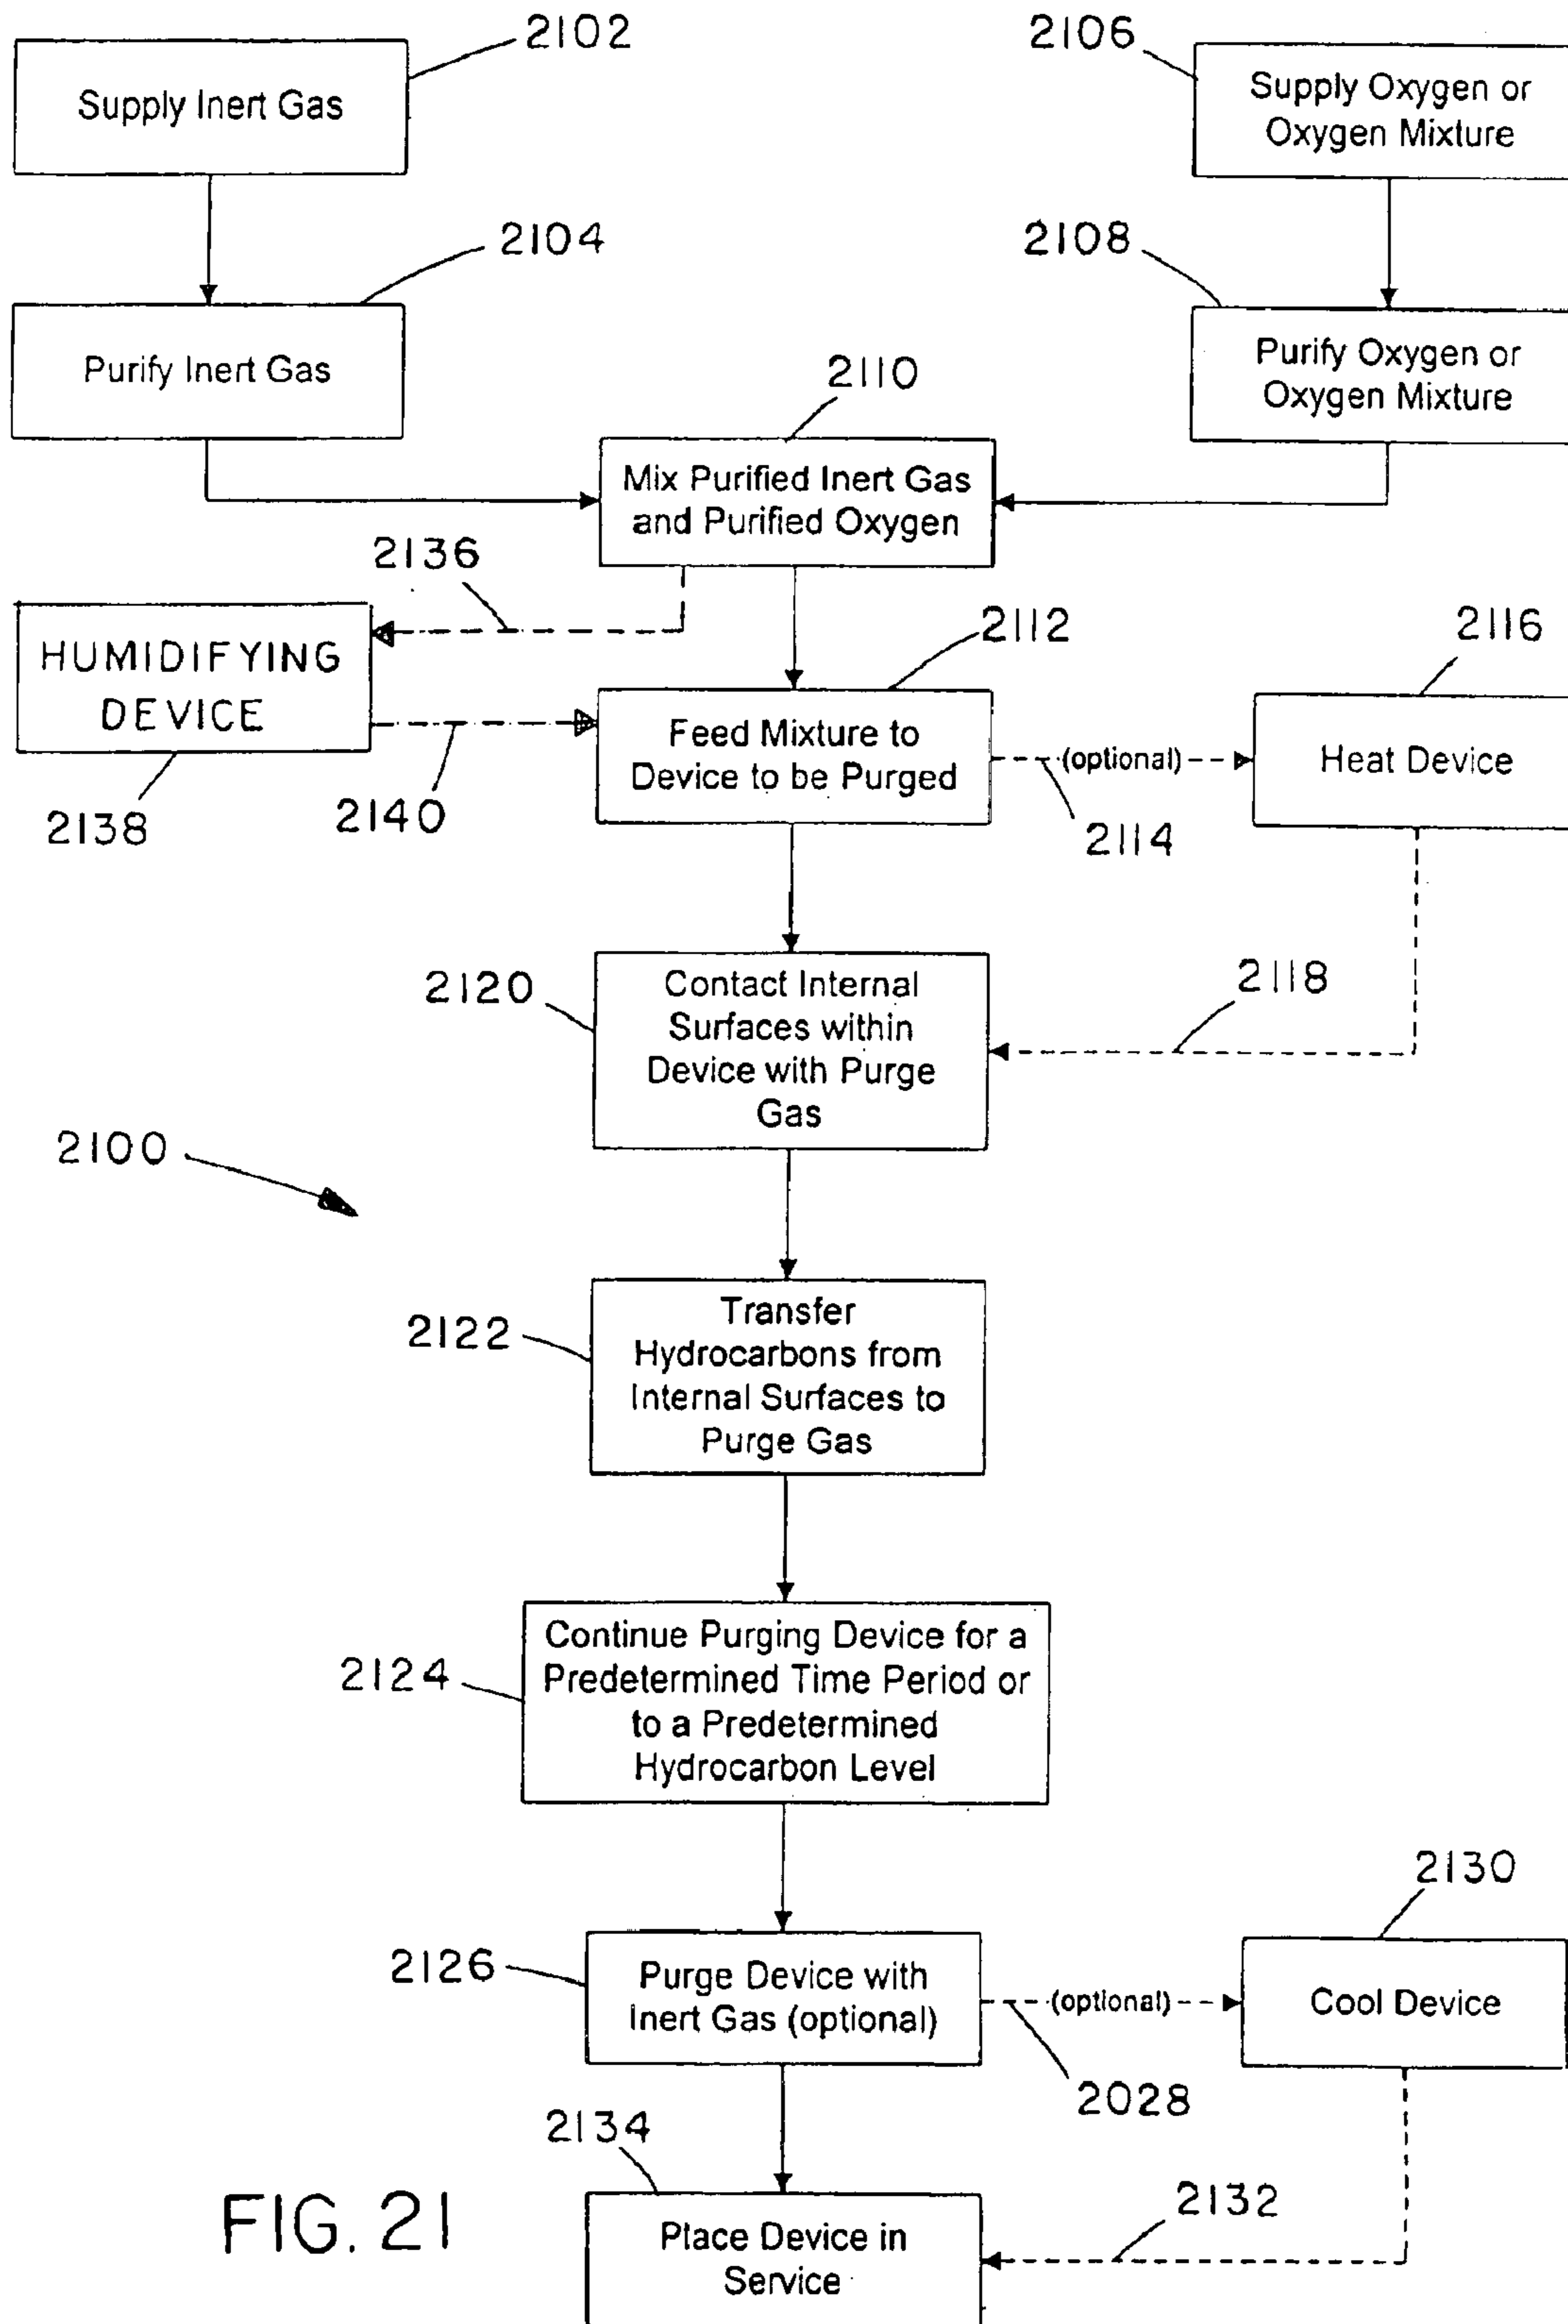 2102
2106
Supply Inert Gas
Supply Oxygen or
Oxygen Mixture
2104
2108
Purify Inert Gas
Purify Oxygen or
Oxygen Mixture
2110
Mix Purified Inert Gas
and Purified Oxygen
2136
HUMIDIFYING
DEVICE
2138
2140
2112
Feed Mixture to
Device to be Purged
(optional)
2114
2116
Heat Device
2118
2120
Contact Internal
Surfaces within
Device with Purge
Gas
2100
2122
Transfer
Hydrocarbons from
Internal Surfaces to
Purge Gas
2124
Continue Purging Device for a
Predetermined Time Period or
to a Predetermined
Hydrocarbon Level
2126
Purge Device with
Inert Gas (optional)
(optional)
2028
2130
Cool Device
2132
2134
Place Device in
Service
FIG. 21